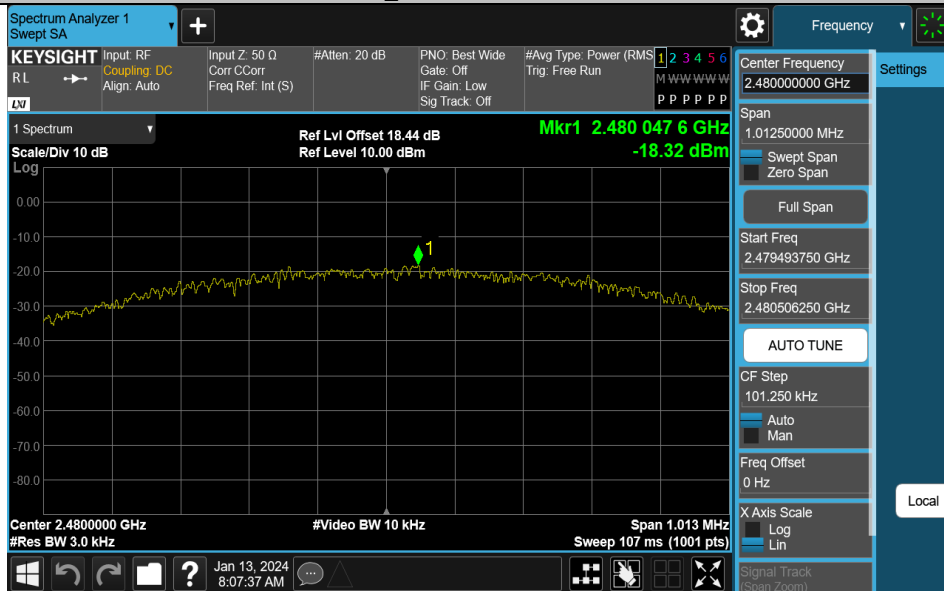 Spectrum Analyzer 1
Swept SA
+
Frequency
KEYSIGHT
RL
LXI
Input: RF
Coupling: DC
Align: Auto
Input Z: 50 Ω
Corr CCorr
Freq Ref: Int (S)
#Atten: 20 dB
PNO: Best Wide
Gate: Off
IF Gain: Low
Sig Track: Off
#Avg Type: Power (RMS
Trig: Free Run
1 2 3 4 5 6
M W W W W W
P P P P P P
1 Spectrum
Scale/Div 10 dB
Log
Ref Lvl Offset 18.44 dB
Ref Level 10.00 dBm
Mkr1 2.480 047 6 GHz
-18.32 dBm
1
0.00
-10.0
-20.0
-30.0
-40.0
-50.0
-60.0
-70.0
-80.0
Center 2.4800000 GHz
#Res BW 3.0 kHz
#Video BW 10 kHz
Span 1.013 MHz
Sweep 107 ms (1001 pts)
?
Jan 13, 2024
8:07:37 AM
Center Frequency
2.480000000 GHz
Span
1.01250000 MHz
Swept Span
Zero Span
Full Span
Start Freq
2.479493750 GHz
Stop Freq
2.480506250 GHz
AUTO TUNE
CF Step
101.250 kHz
Auto
Man
Freq Offset
0 Hz
X Axis Scale
Log
Lin
Signal Track
(Span Zoom)
Settings
Local